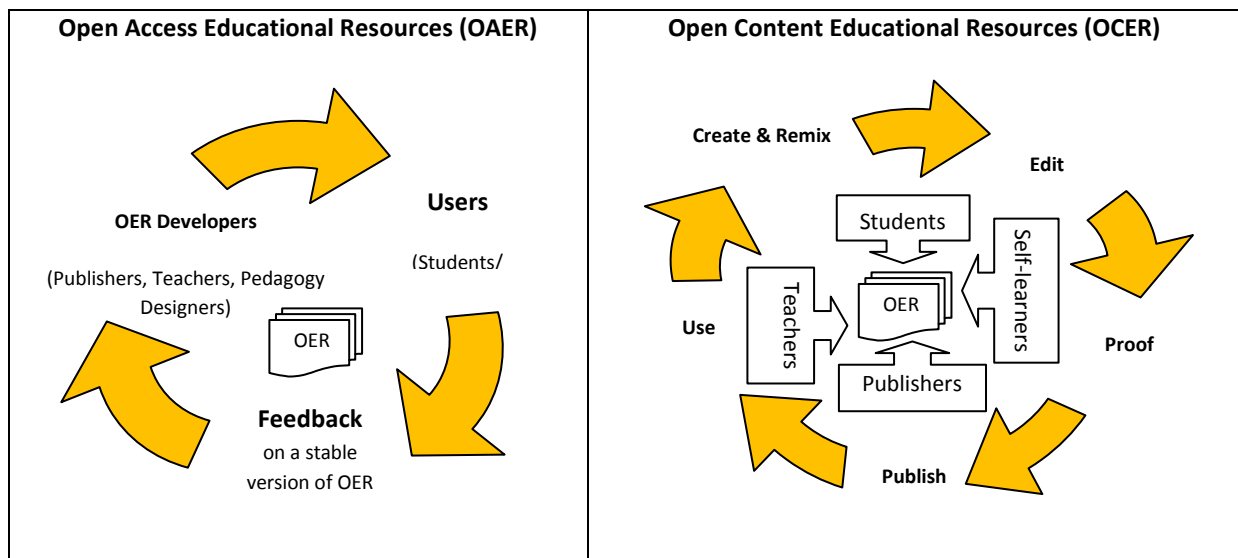 Open Access Educational Resources (OAER)
OER Developers
(Publishers, Teachers, Pedagogy
Designers)
Users
(Students/
OER
Feedback
on a stable
version of OER
Open Content Educational Resources (OCER)
Create & Remix
Edit
Proof
Publish
Use
Students
Self-learners
Teachers
OER
Publishers